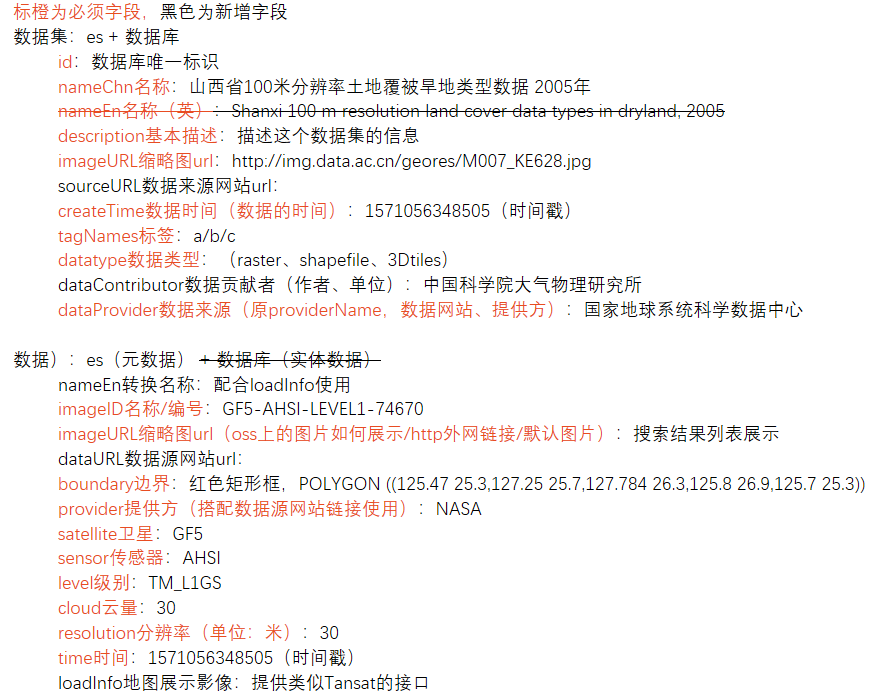 标橙为必须字段，黑色为新增字段
数据集：es + 数据库
id：数据库唯一标识
nameChn名称：山西省100米分辨率土地覆被旱地类型数据 2005年
nameEn名称（英）：Shanxi 100 m resolution land cover data types in dryland, 2005
description基本描述：描述这个数据集的信息
imageURL缩略图url：http://img.data.ac.cn/geores/M007_KE628.jpg
sourceURL数据来源网站url：
createTime数据时间（数据的时间）：1571056348505（时间戳）
tagNames标签：a/b/c
datatype数据类型：（raster、shapefile、3Dtiles）
dataContributor数据贡献者（作者、单位）：中国科学院大气物理研究所
dataProvider数据来源（原providerName，数据网站、提供方）：国家地球系统科学数据中心
数据）：es（元数据） + 数据库（实体数据）
nameEn转换名称：配合loadInfo使用
imageID名称/编号：GF5-AHSI-LEVEL1-74670
imageURL缩略图url（oss上的图片如何展示/http外网链接/默认图片）：搜索结果列表展示
dataURL数据源网站url：
boundary边界：红色矩形框，POLYGON ((125.47 25.3,127.25 25.7,127.784 26.3,125.8 26.9,125.7 25.3))
provider提供方（搭配数据源网站链接使用）：NASA
satellite卫星：GF5
sensor传感器：AHSI
level级别：TM_L1GS
cloud云量：30
resolution分辨率（单位：米）：30
time时间：1571056348505（时间戳）
loadInfo地图展示影像：提供类似Tansat的接口